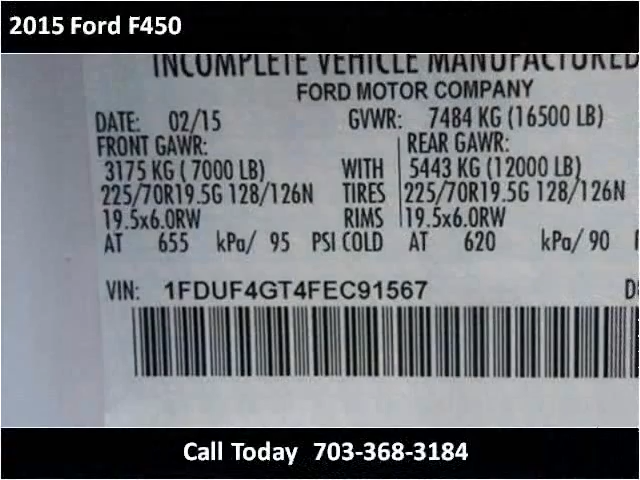 2015 Ford F450
INCOMPLETE VEHICLE MANUFACTURED
FORD MOTOR COMPANY
DATE: 02/15 GVWR: 7484 KG (16500 LB)
FRONT GAWR: REAR GAWR:
3175 KG ( 7000 LB) WITH 5443 KG (12000 LB)
225/70R19.5G 128/126N TIRES 225/70R19.5G 128/126N
19.5x6.0RW RIMS 19.5x6.0RW
AT 655 kPa/ 95 PSI COLD AT 620 kPa/ 90
VIN: 1FDUF4GT4FEC91567
Call Today 703-368-3184